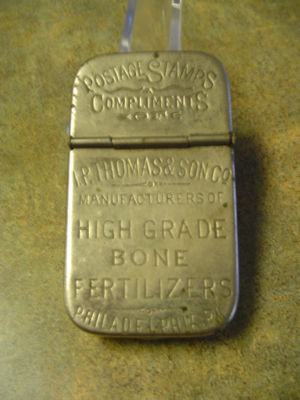 POSTAGE STAMPS
COMPLIMENTS
OF
I.P. THOMAS & SON CO
MANUFACTURERS OF
HIGH GRADE
BONE
FERTILIZERS
PHILADELPHIA, PA.